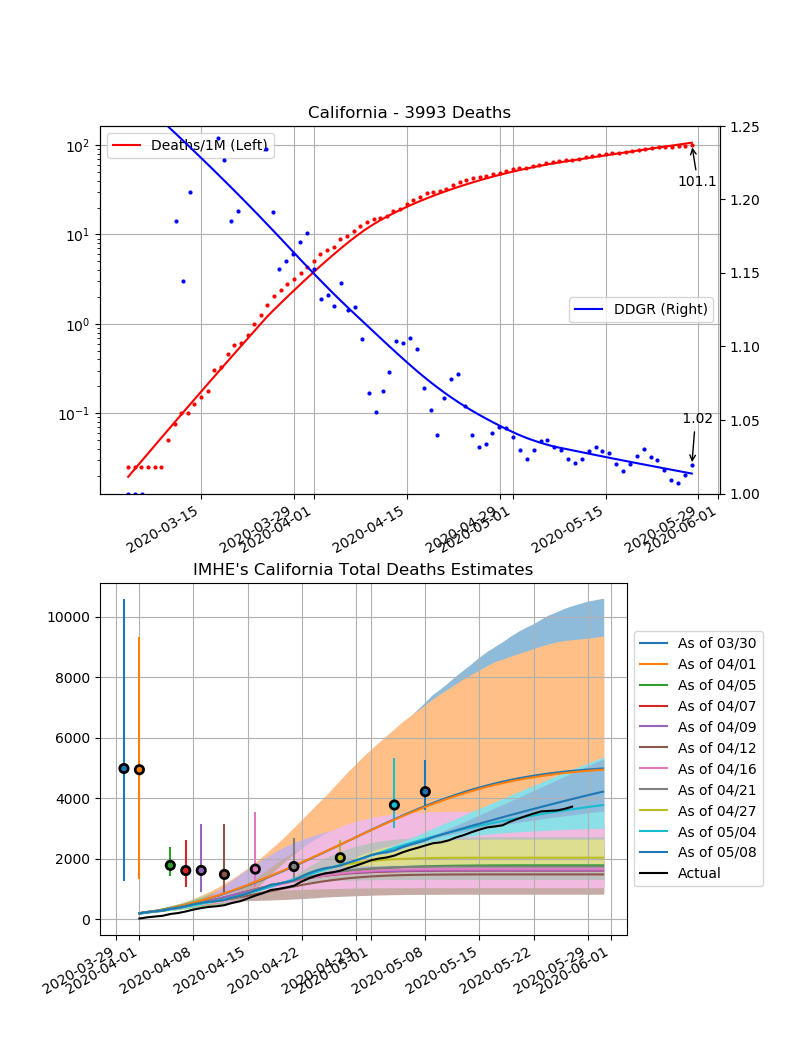 California - 3993 Deaths
10²
10¹
10⁰
10⁻¹
Deaths/1M (Left)
DDGR (Right)
101.1
1.02
1.25
1.20
1.15
1.10
1.05
1.00
2020-03-15
2020-03-29
2020-04-01
2020-04-15
2020-04-29
2020-05-01
2020-05-15
2020-05-29
2020-06-01
IMHE's California Total Deaths Estimates
10000
8000
6000
4000
2000
0
2020-03-29
2020-04-01
2020-04-08
2020-04-15
2020-04-22
2020-04-29
2020-05-01
2020-05-08
2020-05-15
2020-05-22
2020-05-29
2020-06-01
As of 03/30
As of 04/01
As of 04/05
As of 04/07
As of 04/09
As of 04/12
As of 04/16
As of 04/21
As of 04/27
As of 05/04
As of 05/08
Actual